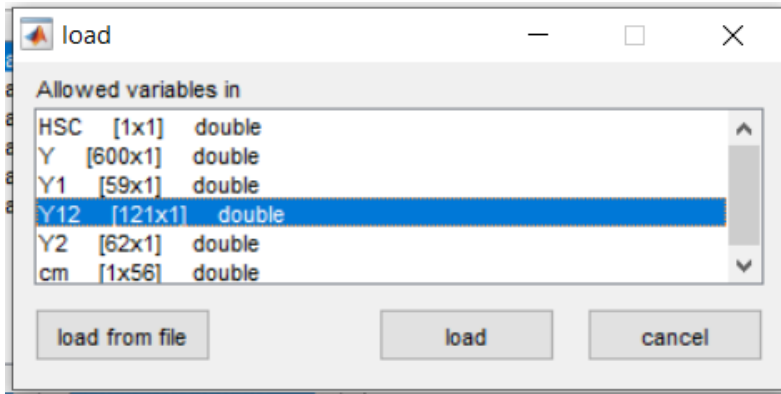 load
Allowed variables in
HSC [1x1] double
Y [600x1] double
Y1 [59x1] double
Y12 [121x1] double
Y2 [62x1] double
cm [1x56] double
load from file load cancel